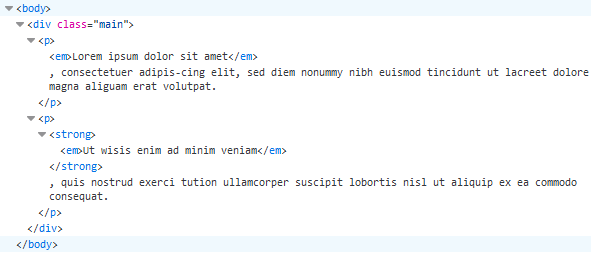 <body>
<div class="main">
<p>
<em>Lorem ipsum dolor sit amet</em>
, consectetuer adipis-cing elit, sed diem nonummy nibh euismod tincidunt ut lacreet dolore
magna aliguam erat volutpat.
</p>
<p>
<strong>
<em>Ut wisis enim ad minim veniam</em>
</strong>
, quis nostrud exerci tution ullamcorper suscipit lobortis nisl ut aliquip ex ea commodo
consequat.
</p>
</div>
</body>